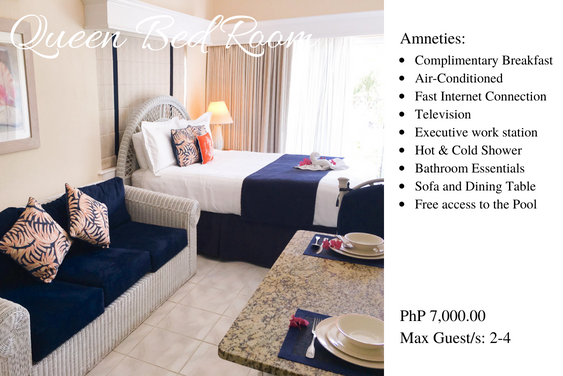 Queen Bed Room
Amneties:
• Complimentary Breakfast
• Air-Conditioned
• Fast Internet Connection
• Television
• Executive work station
• Hot & Cold Shower
• Bathroom Essentials
• Sofa and Dining Table
• Free access to the Pool
PhP 7,000.00
Max Guest/s: 2-4